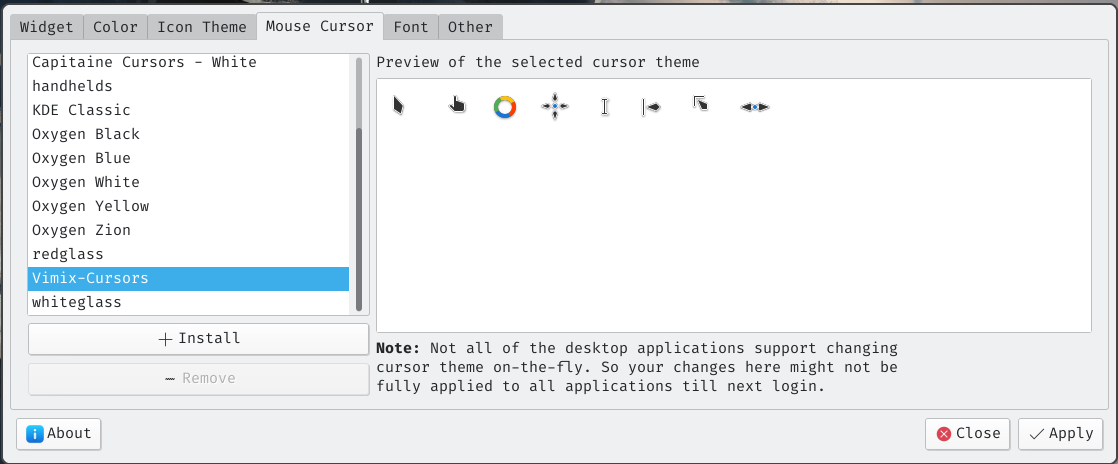 Widget Color Icon Theme Mouse Cursor Font Other
Capitaine Cursors - White
handhelds
KDE Classic
Oxygen Black
Oxygen Blue
Oxygen White
Oxygen Yellow
Oxygen Zion
redglass
Vimix-Cursors
whiteglass
Install
Remove
Preview of the selected cursor theme
Note: Not all of the desktop applications support changing
cursor theme on-the-fly. So your changes here might not be
fully applied to all applications till next login.
About Close Apply